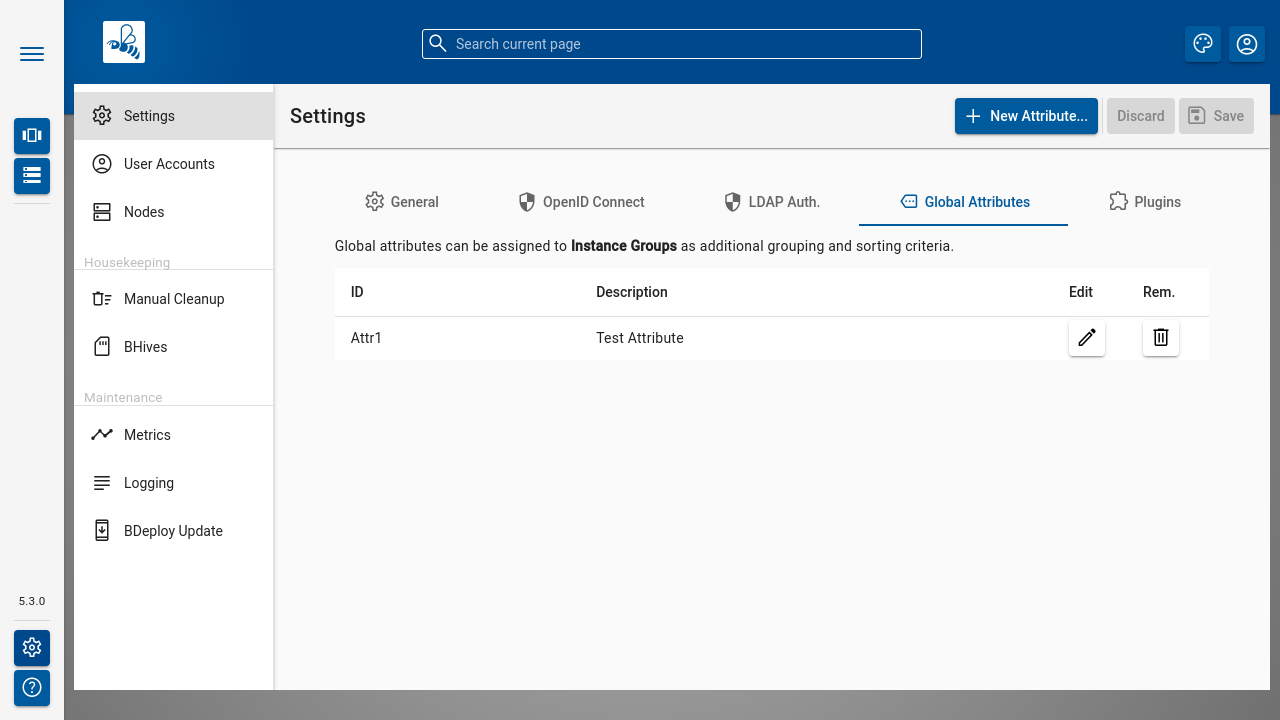 Search current page
Settings
User Accounts
Nodes
Housekeeping
Manual Cleanup
BHives
Maintenance
Metrics
Logging
BDeploy Update
5.3.0
Settings
New Attribute...
Discard
Save
General
OpenID Connect
LDAP Auth.
Global Attributes
Plugins
Global attributes can be assigned to Instance Groups as additional grouping and sorting criteria.
ID Description Edit Rem.
Attr1 Test Attribute